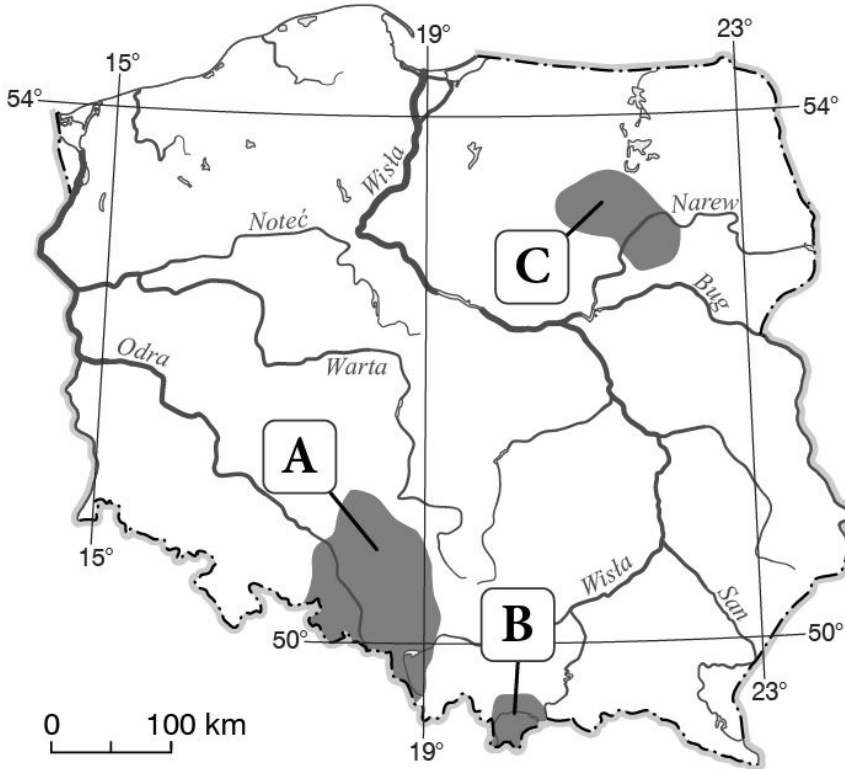 19°
23°
15°
54°
54°
Wisła
Noteć
Narew
C
Bug
Odra
Warta
A
15°
Wisła
San
B
50°
50°
23°
0 100 km
19°